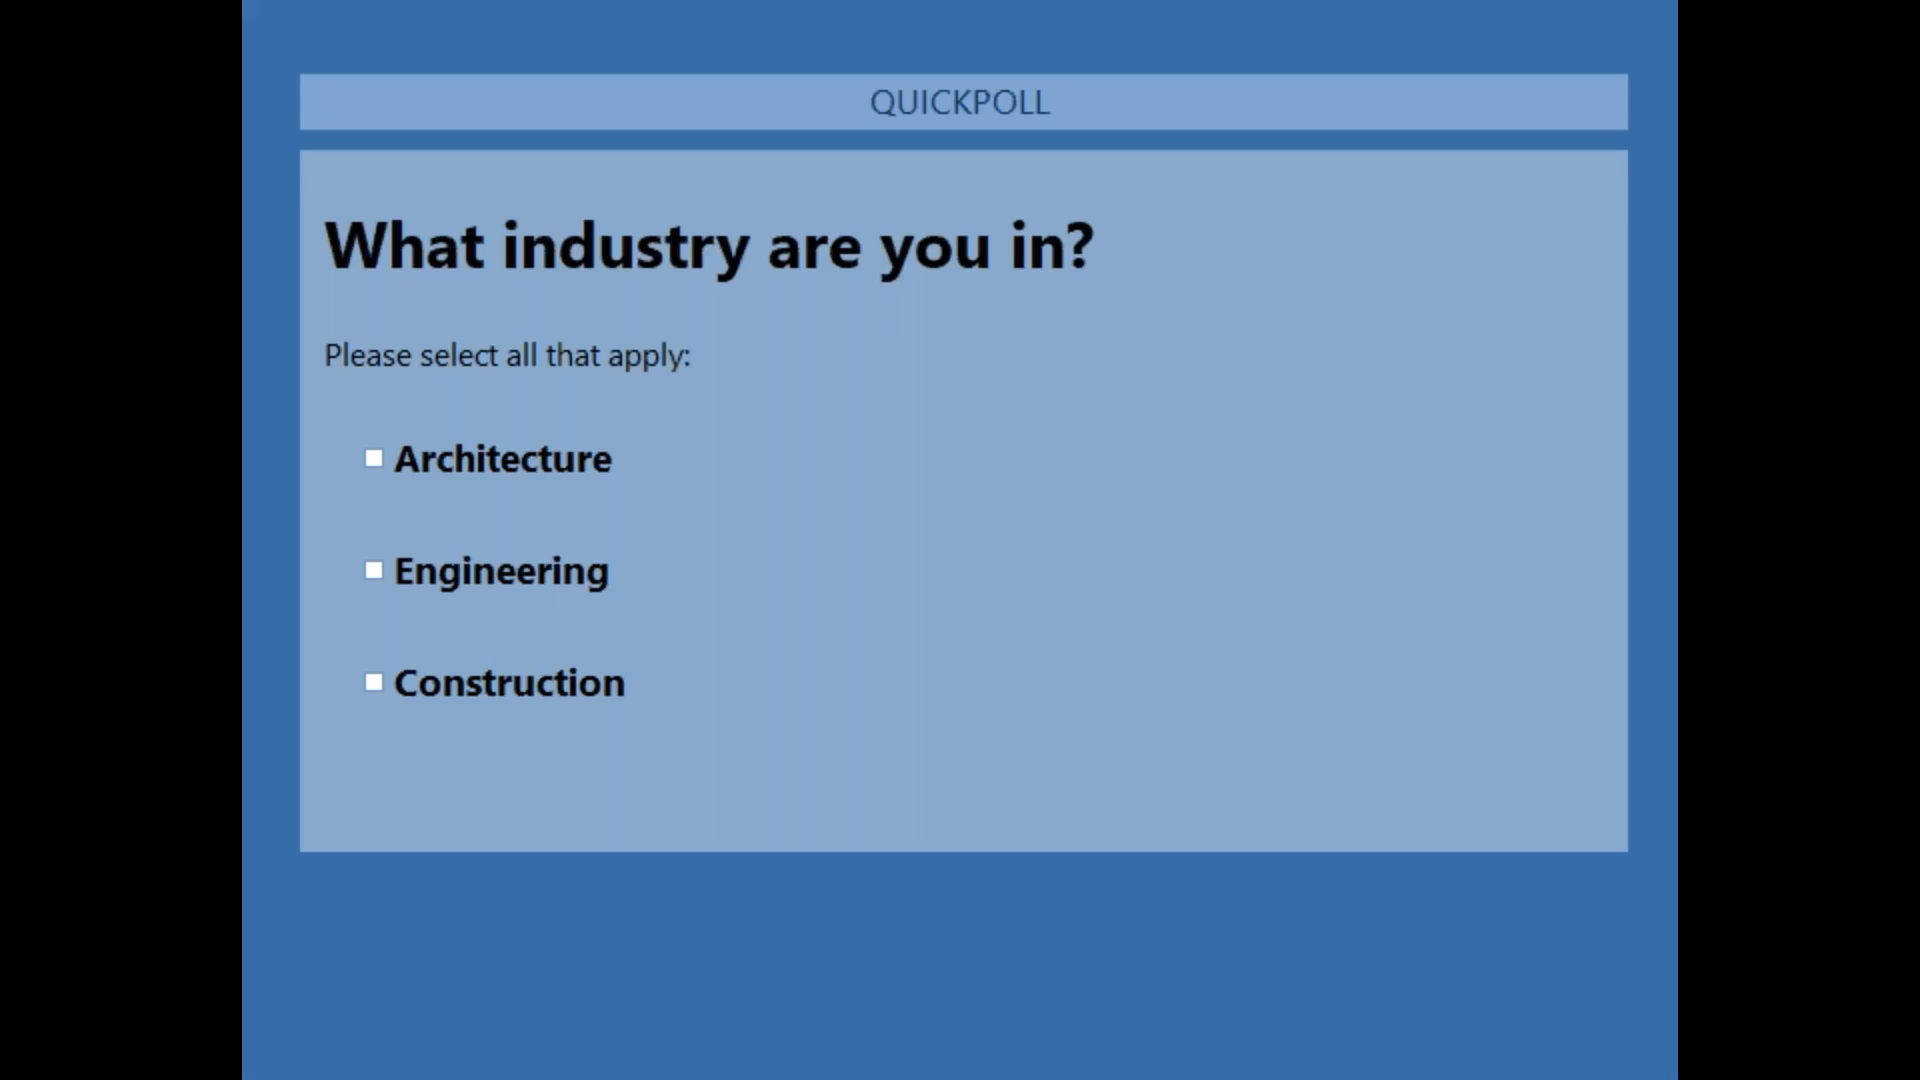 QUICKPOLL
What industry are you in?
Please select all that apply:
Architecture
Engineering
Construction